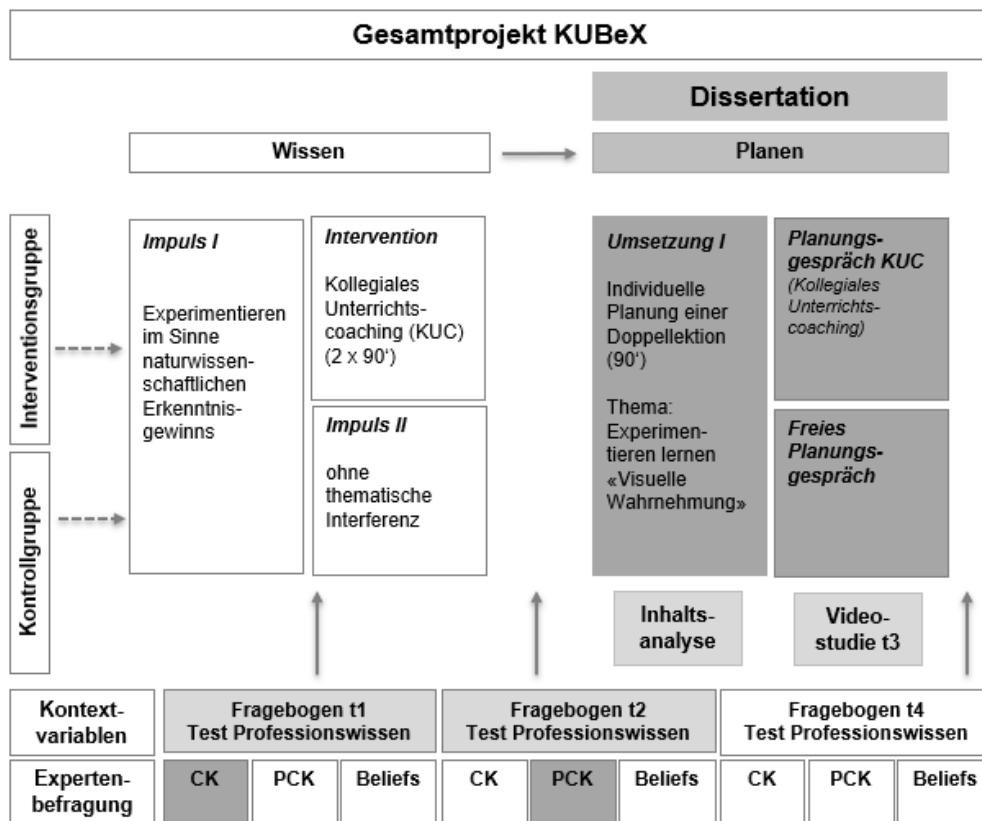 Gesamtprojekt KUBeX
Dissertation
Wissen
Planen
Interventionsgruppe
Kontrollgruppe
Impuls I
Experimentieren
im Sinne
naturwissen-
schaftlichen
Erkenntnis-
gewinns
Intervention
Kollegiales
Unterrichts-
coaching (KUC)
(2 x 90‘)
Impuls II
ohne
thematische
Interferenz
Umsetzung I
Individuelle
Planung einer
Doppellektion
(90‘)
Thema:
Experimen-
tieren lernen
«Visuelle
Wahrnehmung»
Planungs-
gespräch KUC
(Kollegiales
Unterrichts-
coaching)
Freies
Planungs-
gespräch
Inhalts-
analyse
Video-
studie t3
Kontext-
variablen
Fragebogen t1
Test Professionswissen
Fragebogen t2
Test Professionswissen
Fragebogen t4
Test Professionswissen
Experten-
befragung
CK
PCK
Beliefs
CK
PCK
Beliefs
CK
PCK
Beliefs